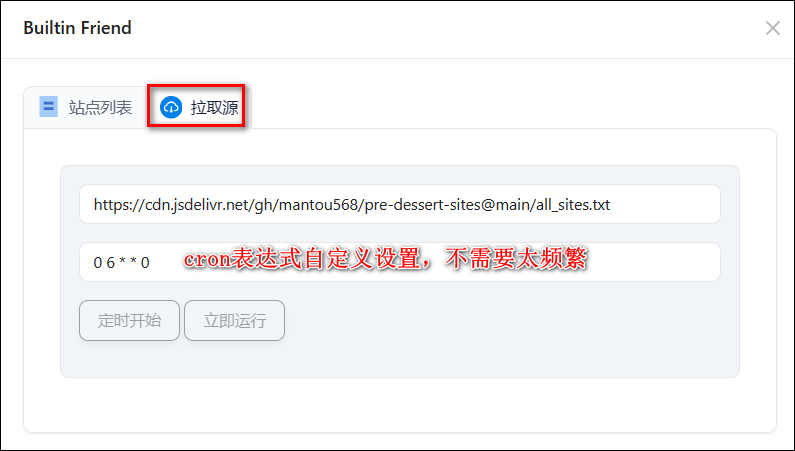 Builtin Friend
站点列表 拉取源
https://cdn.jsdelivr.net/gh/mantou568/pre-dessert-sites@main/all_sites.txt
0 6 * * 0 cron表达式自定义设置，不需要太频繁
定时开始 立即运行